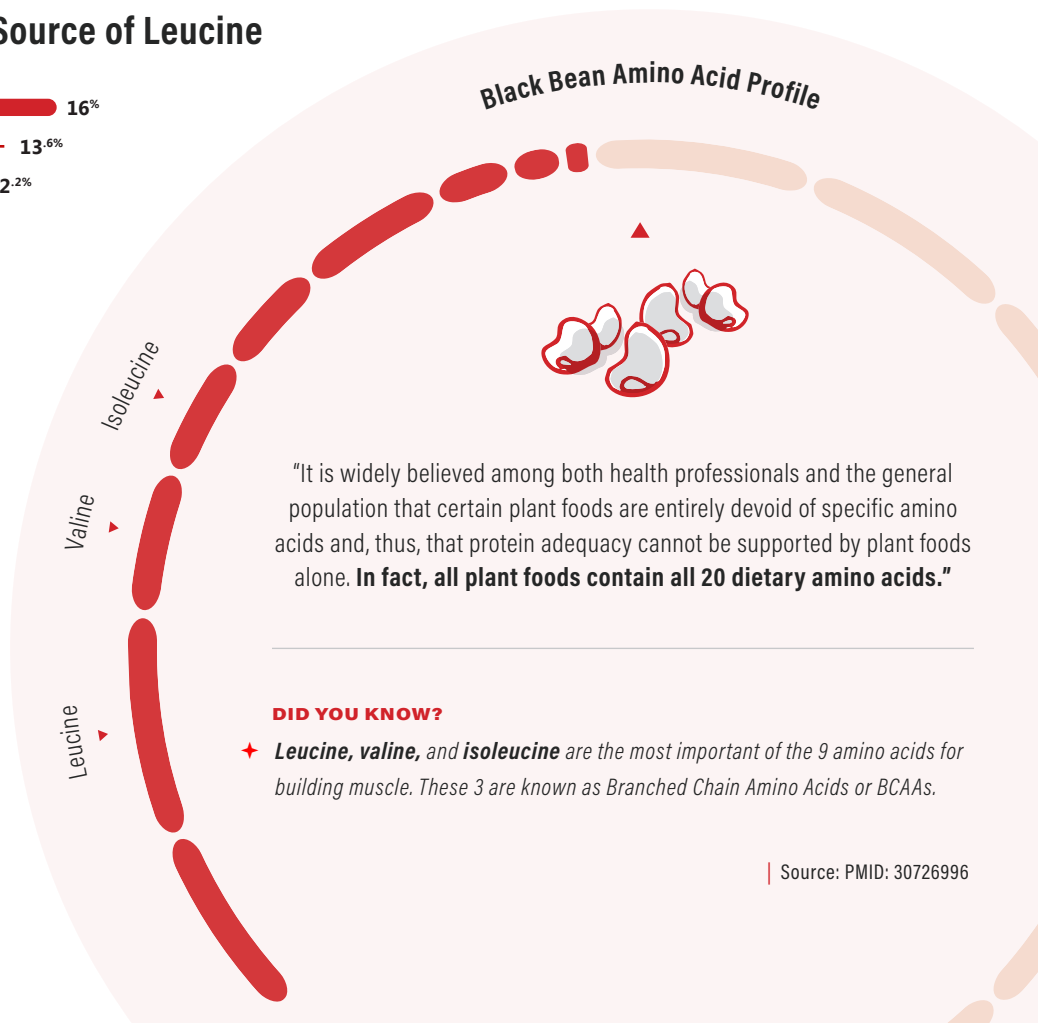 Source of Leucine
16%
13.6%
2.2%
Black Bean Amino Acid Profile
Isoleucine
Valine
Leucine
“It is widely believed among both health professionals and the general
population that certain plant foods are entirely devoid of specific amino
acids and, thus, that protein adequacy cannot be supported by plant foods
alone. In fact, all plant foods contain all 20 dietary amino acids.”
DID YOU KNOW?
Leucine, valine, and isoleucine are the most important of the 9 amino acids for
building muscle. These 3 are known as Branched Chain Amino Acids or BCAAs.
Source: PMID: 30726996